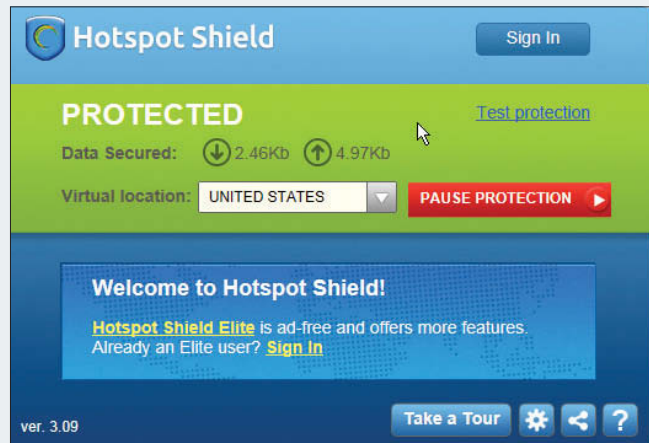 Hotspot Shield
Sign In
PROTECTED
Test protection
Data Secured: 2.46Kb 4.97Kb
Virtual location: UNITED STATES PAUSE PROTECTION
Welcome to Hotspot Shield!
Hotspot Shield Elite is ad-free and offers more features.
Already an Elite user? Sign In
ver. 3.09
Take a Tour
?